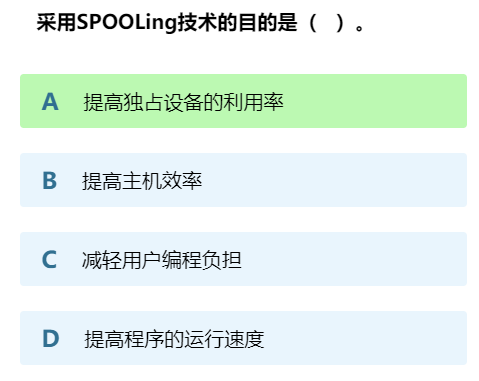 采用SPOOLing技术的目的是（ ）。
A 提高独占设备的利用率
B 提高主机效率
C 减轻用户编程负担
D 提高程序的运行速度